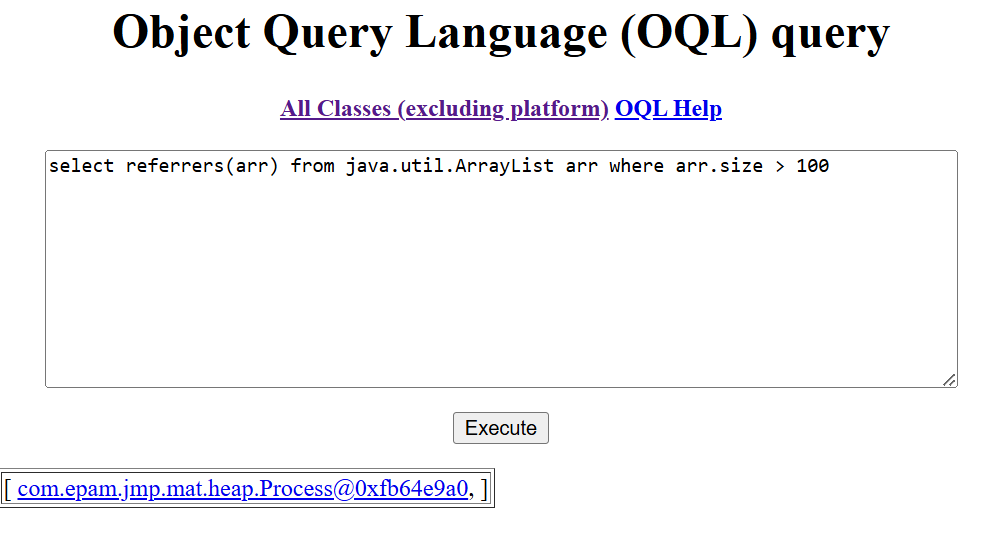 Object Query Language (OQL) query
All Classes (excluding platform) OQL Help
select referrers(arr) from java.util.ArrayList arr where arr.size > 100
Execute
[ com.epam.jmp.mat.heap.Process@0xfb64e9a0, ]